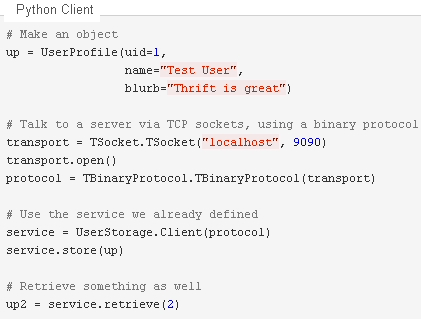 Python Client
# Make an object
up = UserProfile(uid=1,
                 name="Test User",
                 blurb="Thrift is great")
# Talk to a server via TCP sockets, using a binary protocol
transport = TSocket.TSocket("localhost", 9090)
transport.open()
protocol = TBinaryProtocol.TBinaryProtocol(transport)
# Use the service we already defined
service = UserStorage.Client(protocol)
service.store(up)
# Retrieve something as well
up2 = service.retrieve(2)